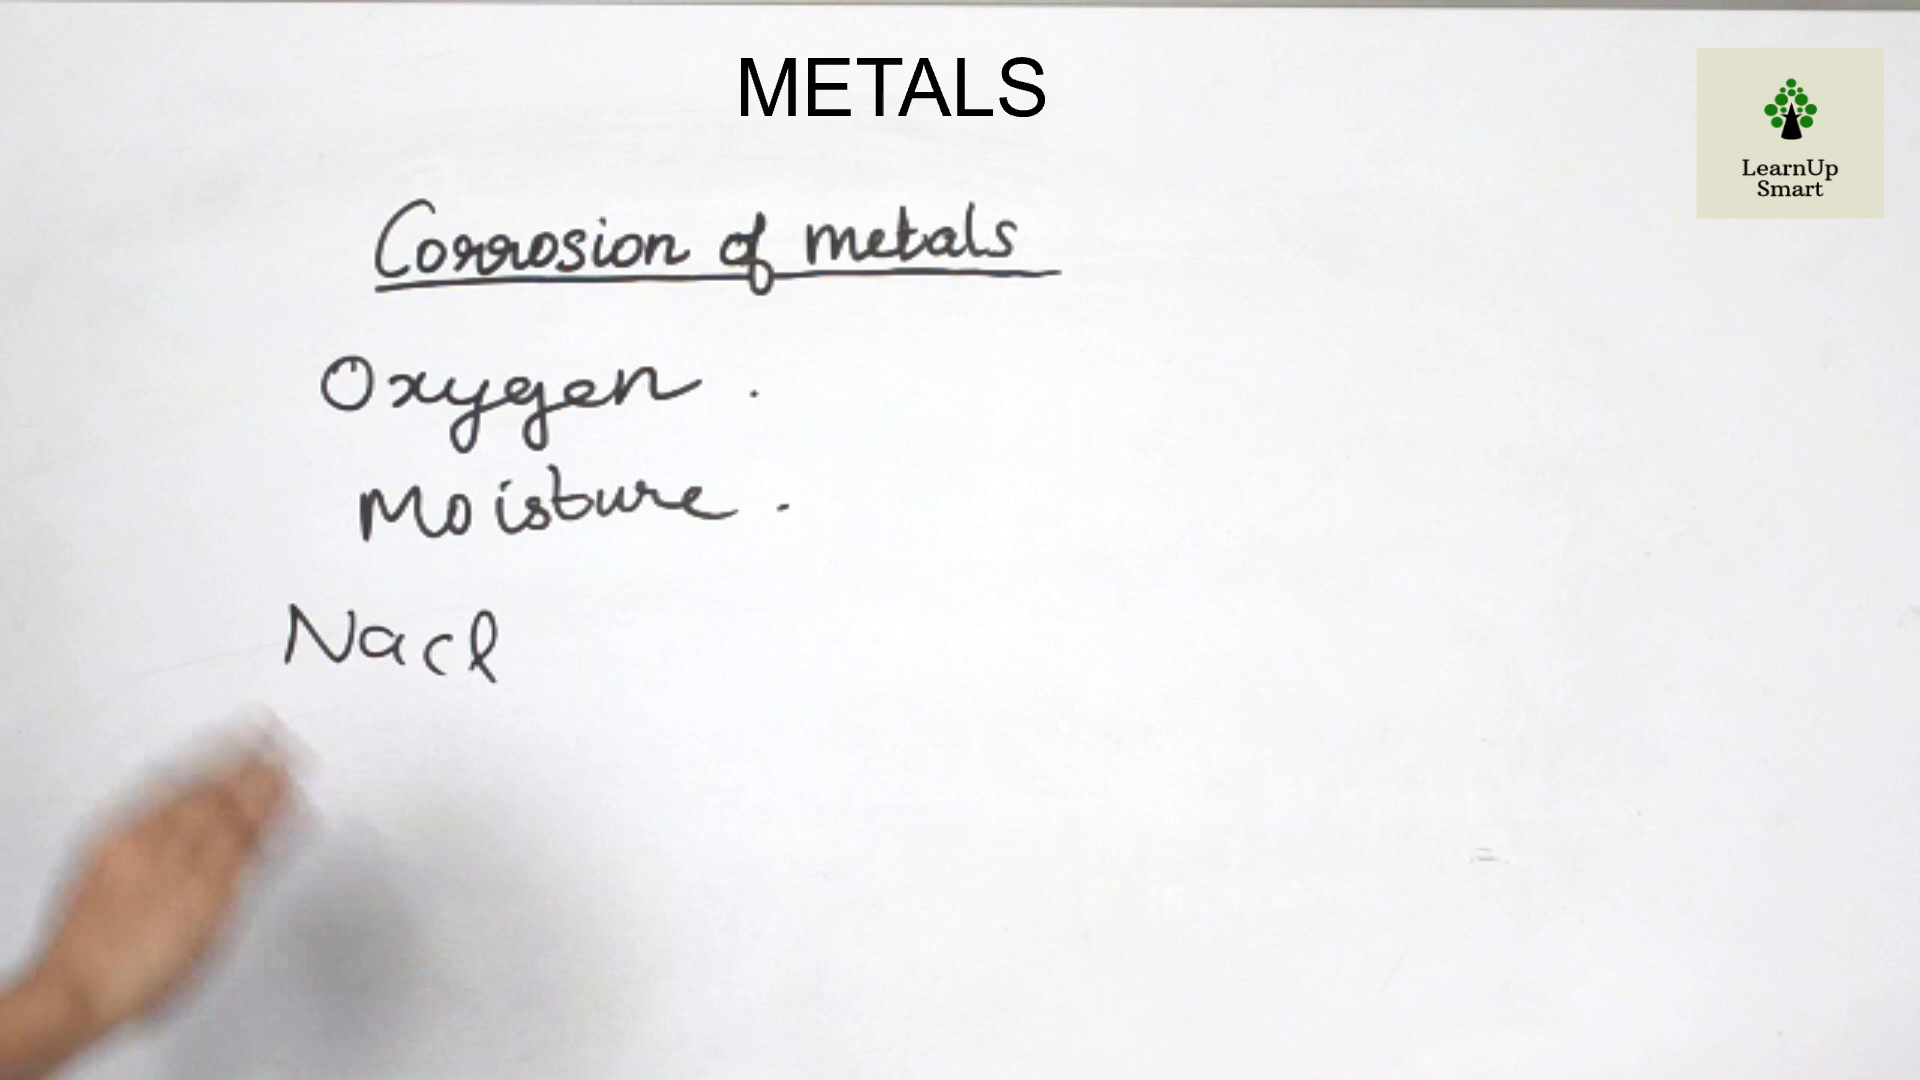 METALS
LearnUp
Smart
Corrosion of metals
Oxygen .
Moisture .
Nacl